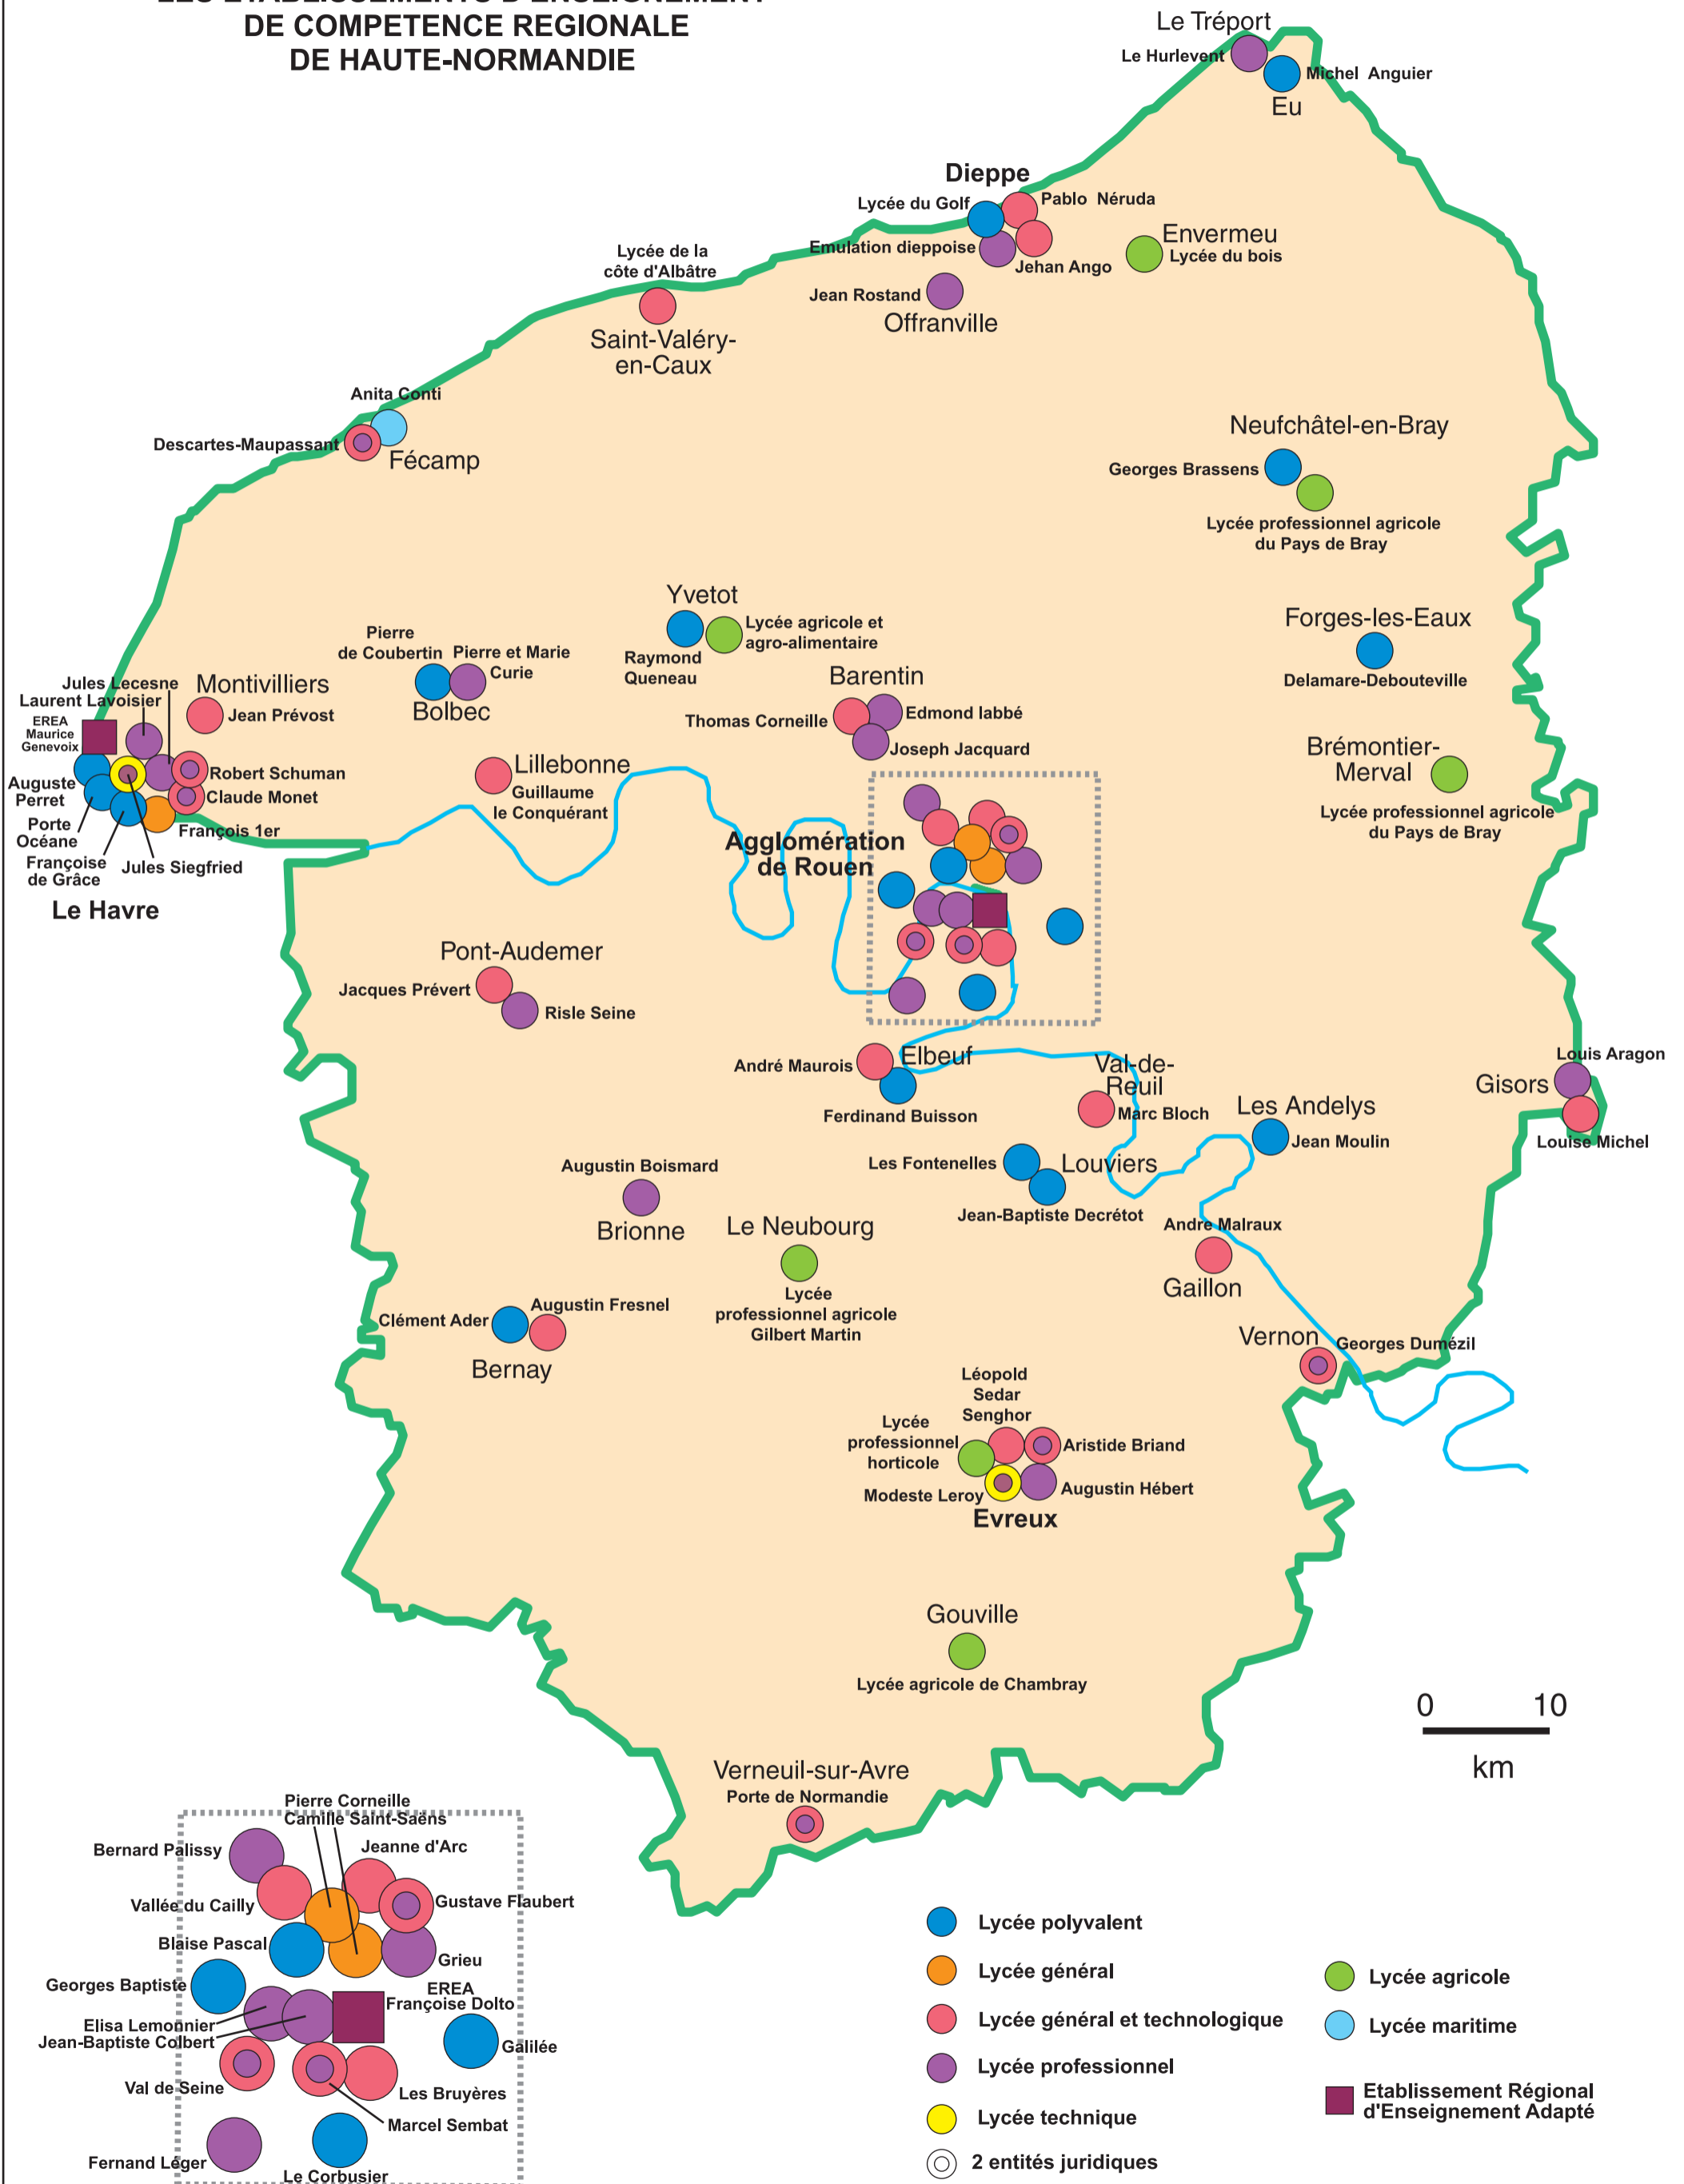 LES ETABLISSEMENTS D'ENSEIGNEMENT
DE COMPETENCE REGIONALE
DE HAUTE-NORMANDIE
Le Tréport
Le Hurlevent
Michel Anguier
Eu
Dieppe
Lycée du Golf
Pablo Néruda
Emulation dieppoise
Jehan Ango
Envermeu
Lycée du bois
Jean Rostand
Offranville
Lycée de la
côte d'Albâtre
Saint-Valéry-
en-Caux
Anita Conti
Descartes-Maupassant
Fécamp
Neufchâtel-en-Bray
Georges Brassens
Lycée professionnel agricole
du Pays de Bray
Yvetot
Lycée agricole et
agro-alimentaire
Raymond
Queneau
Pierre
de Coubertin
Pierre et Marie
Curie
Bolbec
Forges-les-Eaux
Delamare-Debouteville
Barentin
Thomas Corneille
Edmond labbé
Joseph Jacquard
Jules Lecesne
Laurent Lavoisier
EREA
Maurice
Genevoix
Montivilliers
Jean Prévost
Robert Schuman
Claude Monet
Auguste
Perret
Porte
Océane
François 1er
Françoise
de Grâce
Jules Siegfried
Le Havre
Lillebonne
Guillaume
le Conquérant
Brémontier-
Merval
Lycée professionnel agricole
du Pays de Bray
Agglomération
de Rouen
Pont-Audemer
Jacques Prévert
Risle Seine
André Maurois
Elbeuf
Ferdinand Buisson
Val-de-
Reuil
Marc Bloch
Louis Aragon
Gisors
Louise Michel
Les Andelys
Jean Moulin
Les Fontenelles
Louviers
Jean-Baptiste Decrétot
Augustin Boismard
Brionne
Le Neubourg
Lycée
professionnel agricole
Gilbert Martin
Andre Malraux
Gaillon
Clément Ader
Augustin Fresnel
Bernay
Vernon
Georges Dumézil
Léopold
Sedar
Senghor
Lycée
professionnel
horticole
Aristide Briand
Modeste Leroy
Augustin Hébert
Evreux
Gouville
Lycée agricole de Chambray
0 10
km
Verneuil-sur-Avre
Porte de Normandie
Pierre Corneille
Camille Saint-Saëns
Bernard Palissy
Jeanne d'Arc
Vallée du Cailly
Gustave Flaubert
Blaise Pascal
Grieu
Georges Baptiste
EREA
Françoise Dolto
Elisa Lemonnier
Jean-Baptiste Colbert
Galilée
Val de Seine
Les Bruyères
Marcel Sembat
Fernand Léger
Le Corbusier
Lycée polyvalent
Lycée général
Lycée général et technologique
Lycée professionnel
Lycée technique
2 entités juridiques
Lycée agricole
Lycée maritime
Etablissement Régional
d'Enseignement Adapté